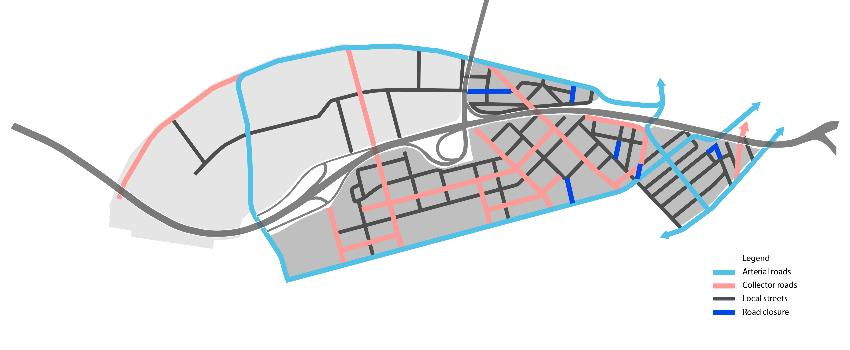 Legend
Arterial roads
Collector roads
Local streets
Road closure